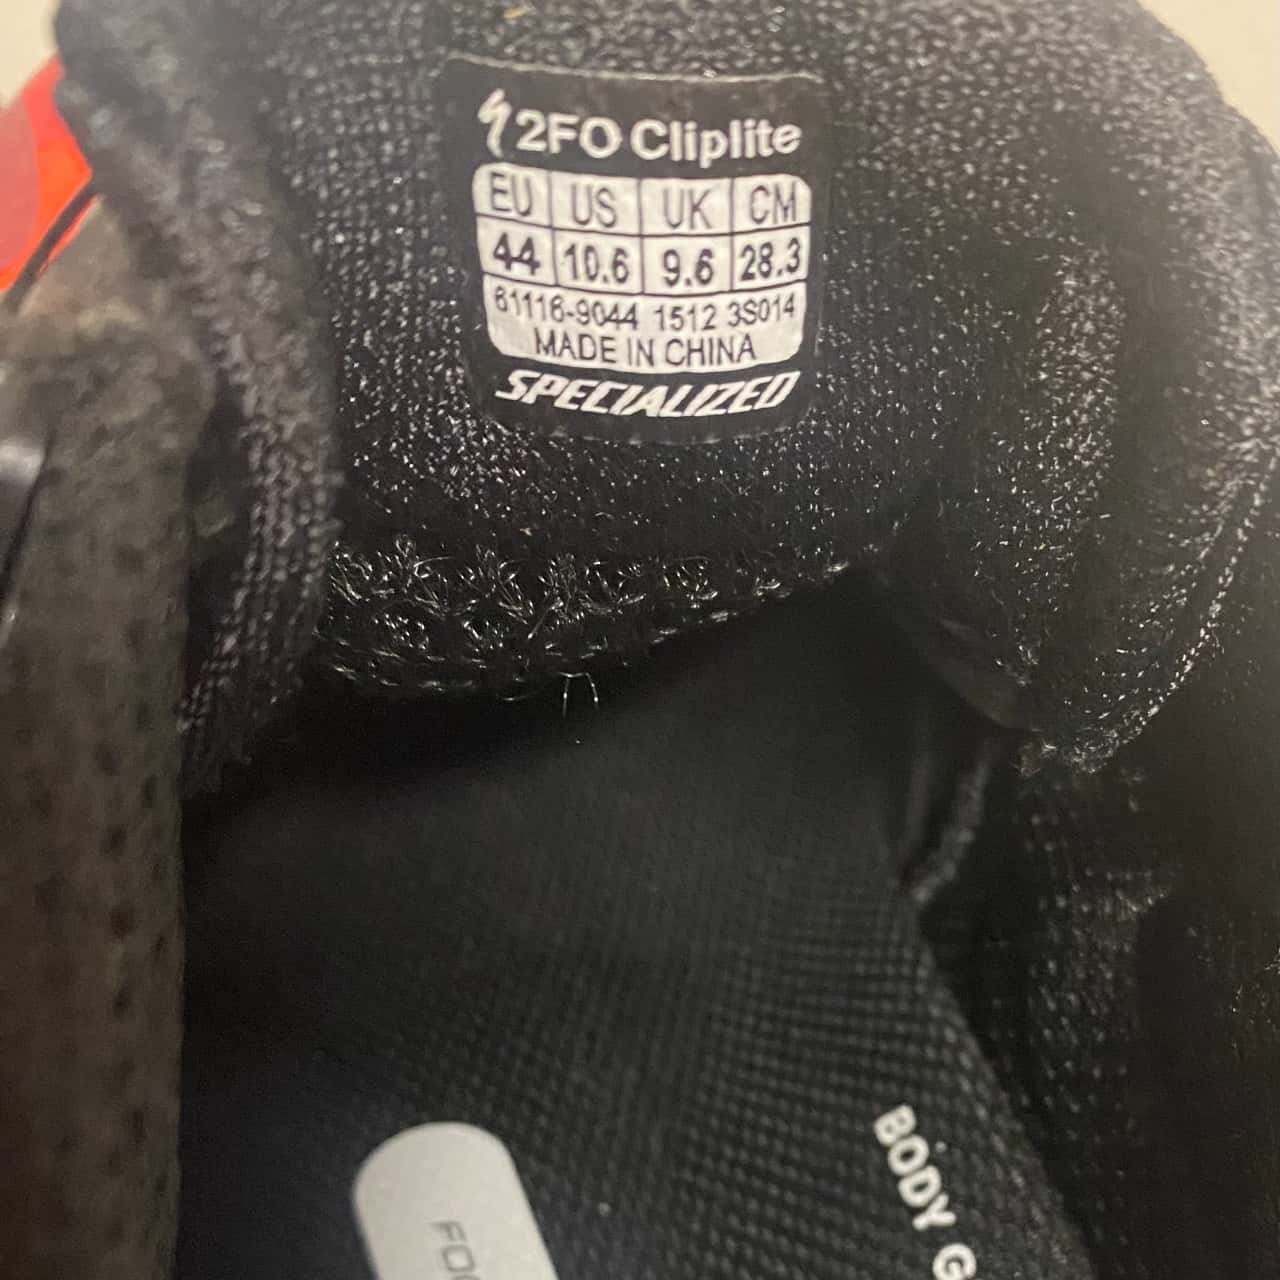 2FO Cliplite
EU US UK CM
44 10.6 9.6 28.3
61116-9044 1512 3S014
MADE IN CHINA
SPECIALIZED
BODY G
FO